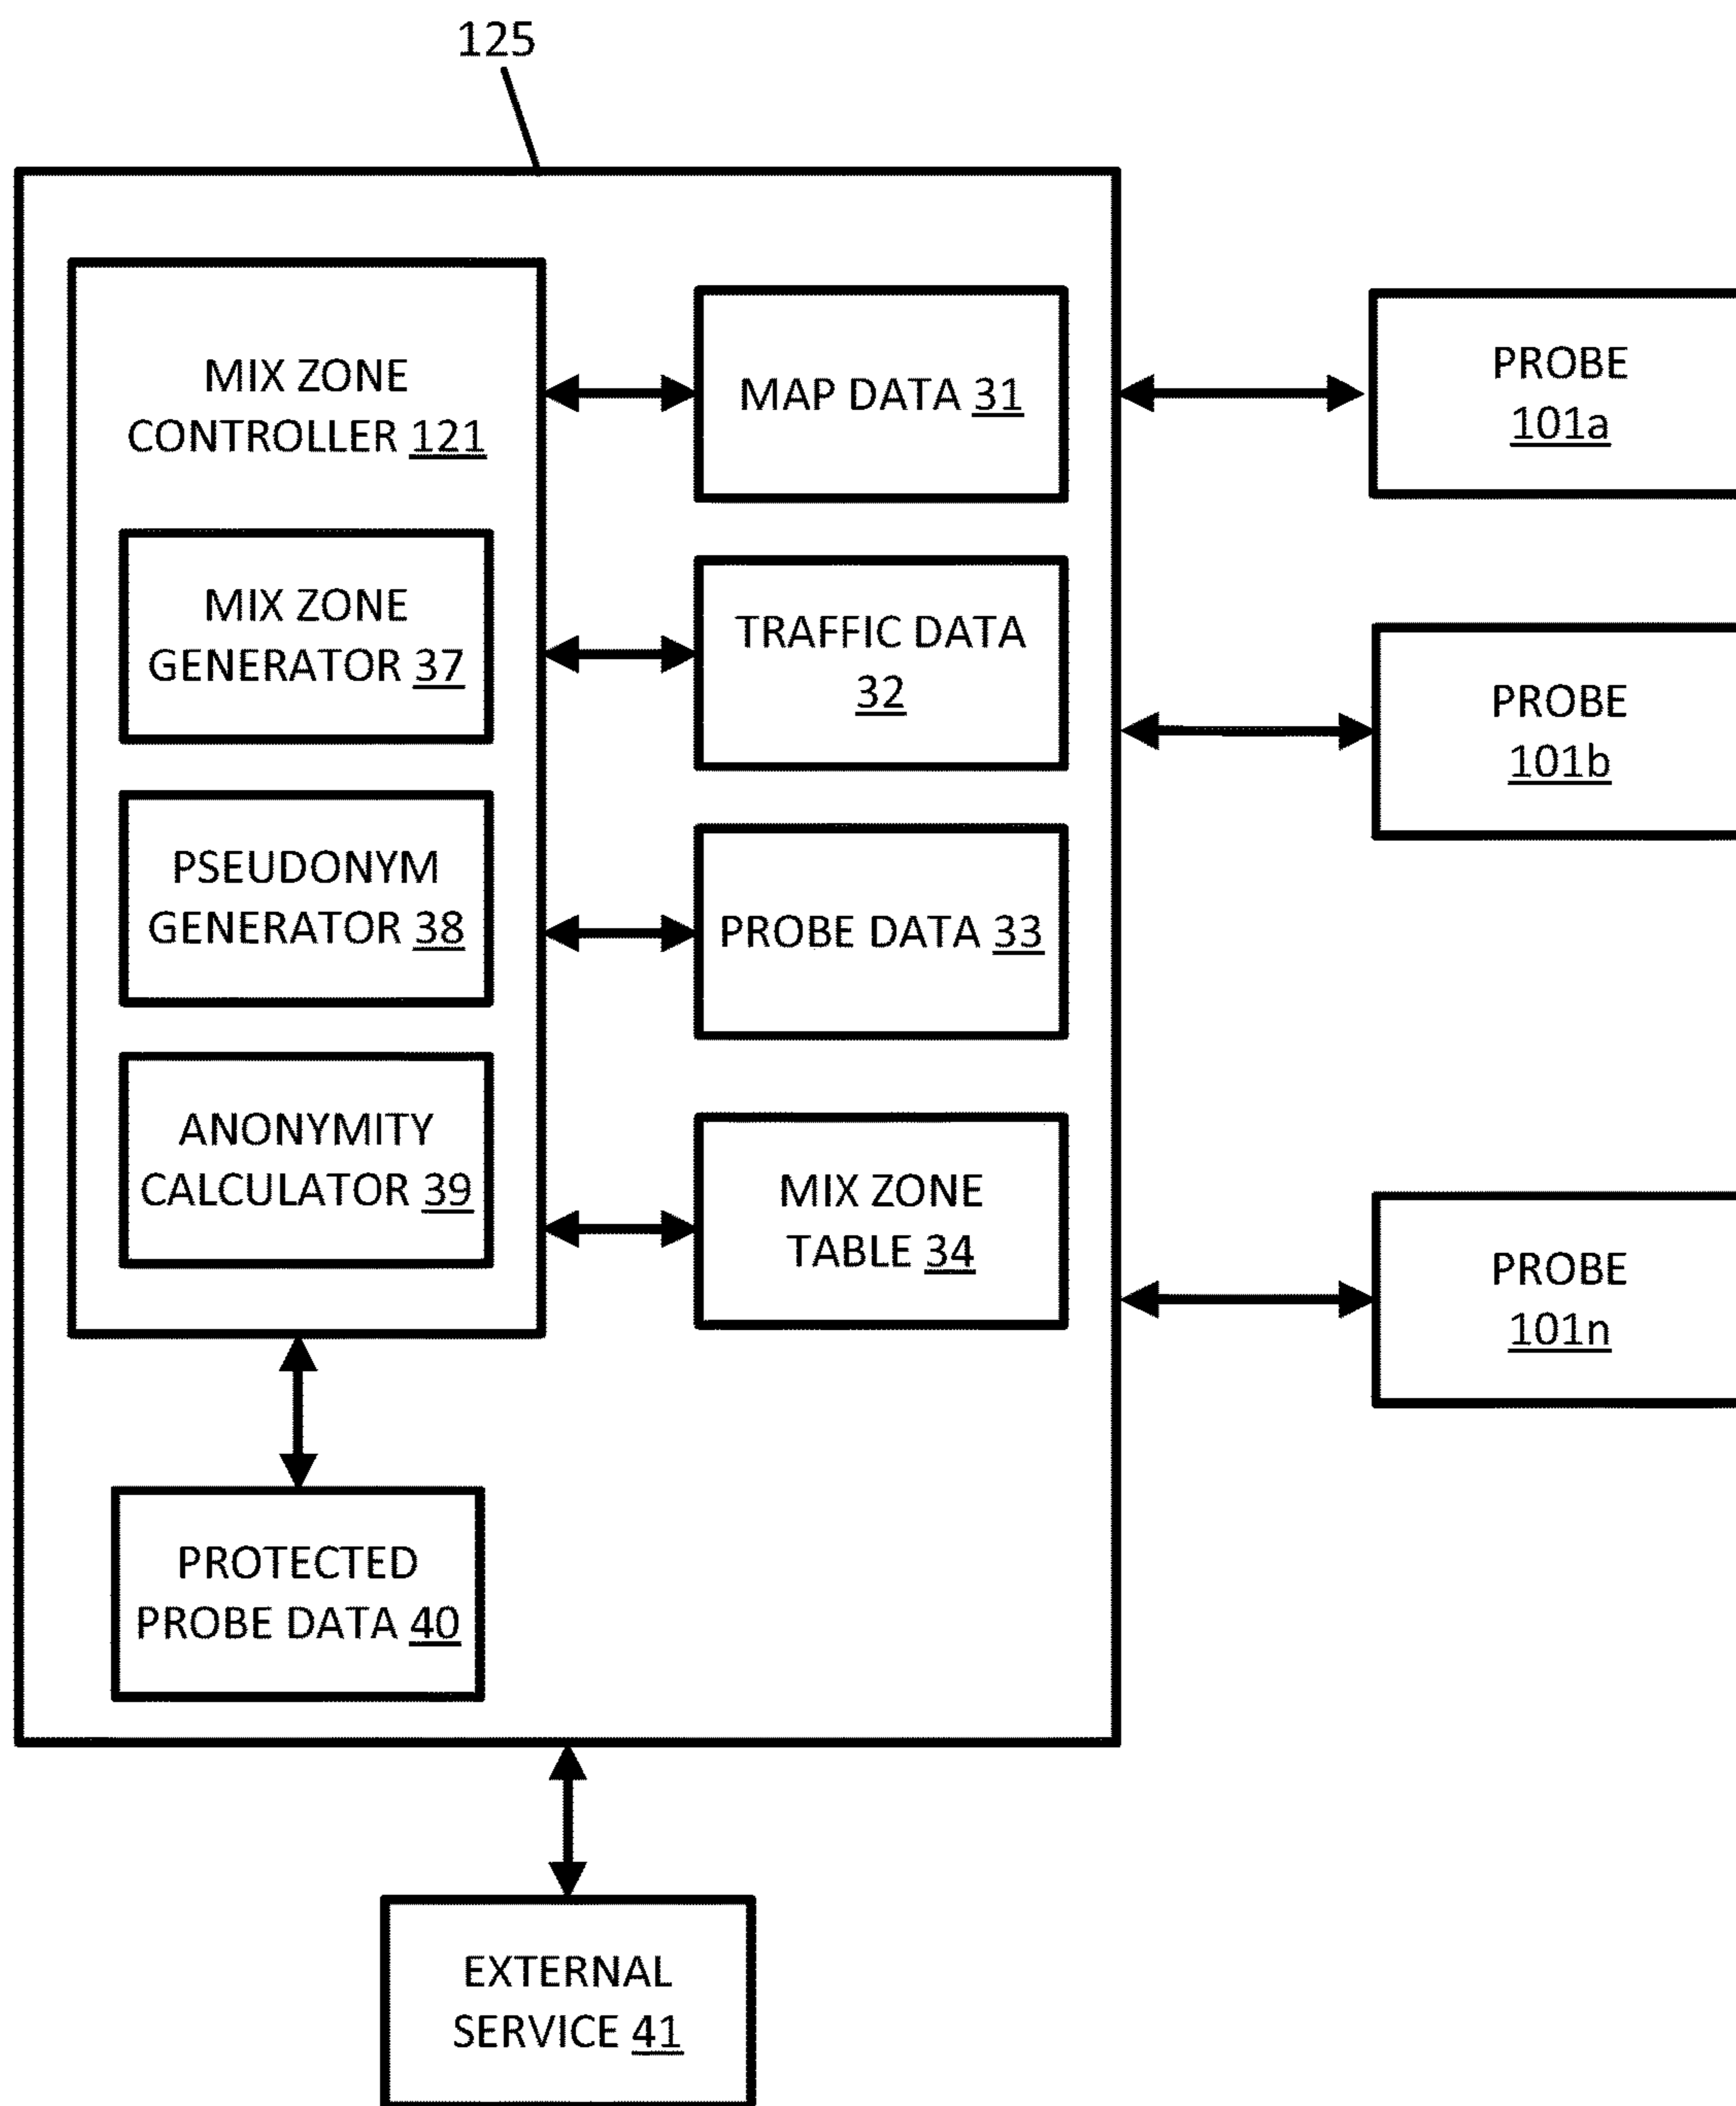 125
MIX ZONE
CONTROLLER 121
MIX ZONE
GENERATOR 37
PSEUDONYM
GENERATOR 38
ANONYMITY
CALCULATOR 39
MAP DATA 31
TRAFFIC DATA
32
PROBE DATA 33
MIX ZONE
TABLE 34
PROBE
101a
PROBE
101b
PROBE
101n
PROTECTED
PROBE DATA 40
EXTERNAL
SERVICE 41